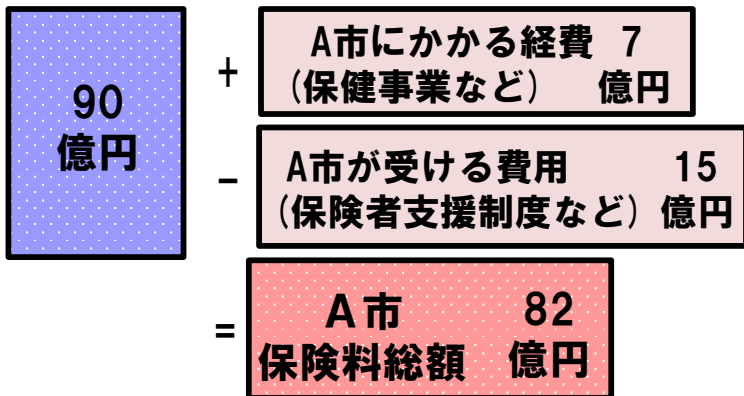 90
億円
+
A市にかかる経費 7
(保健事業など) 億円
-
A市が受ける費用 15
(保険者支援制度など) 億円
=
A市 82
保険料総額 億円